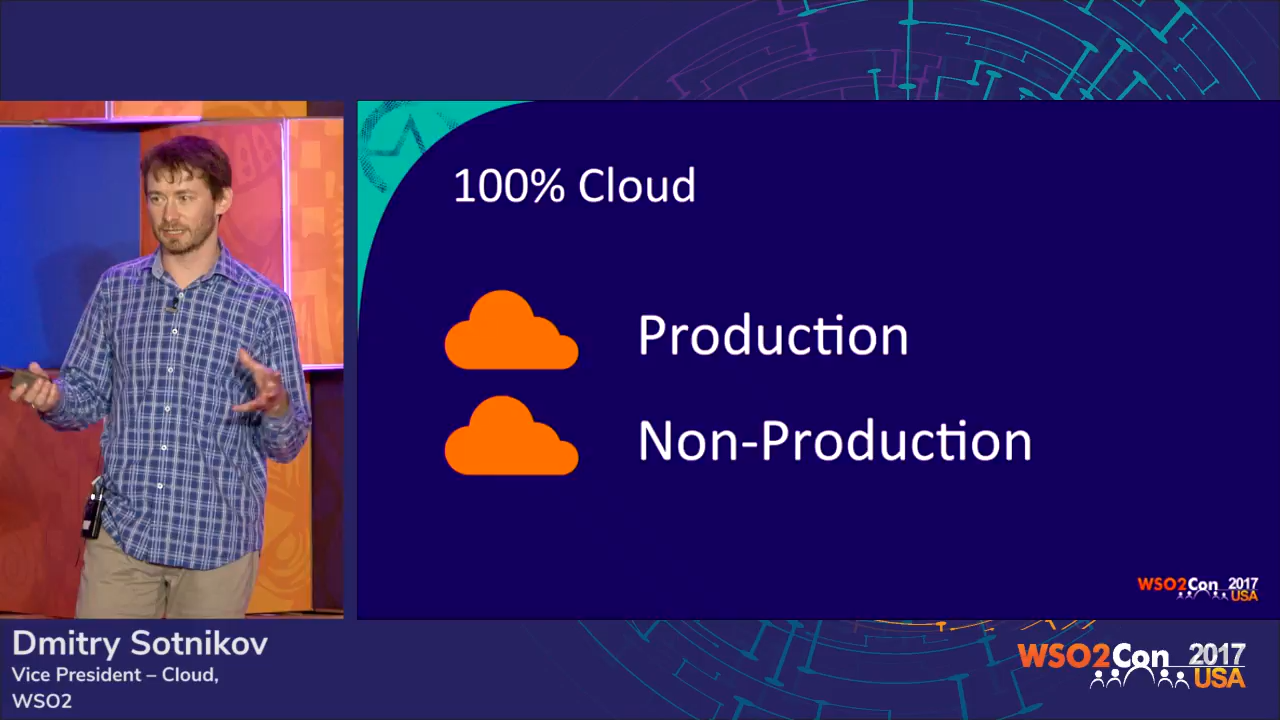 100% Cloud
Production
Non-Production
WSO2Con 2017
USA
Dmitry Sotnikov
Vice President – Cloud,
WSO2
WSO2Con 2017
USA